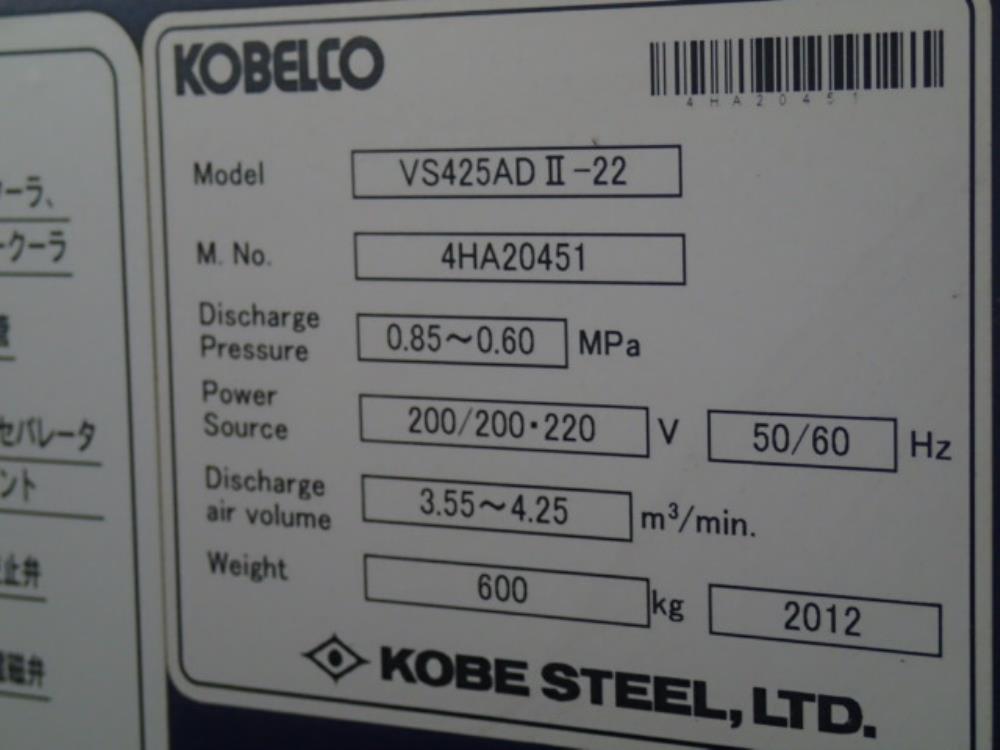 KOBELCO
4HA20451
Model VS425ADⅡ-22
M. No. 4HA20451
Discharge Pressure 0.85～0.60 MPa
Power Source 200/200・220 V 50/60 Hz
Discharge air volume 3.55～4.25 m³/min.
Weight 600 kg 2012
KOBE STEEL, LTD.
ーラ、
ークーラ
セパレータ
ント
止弁
磁弁